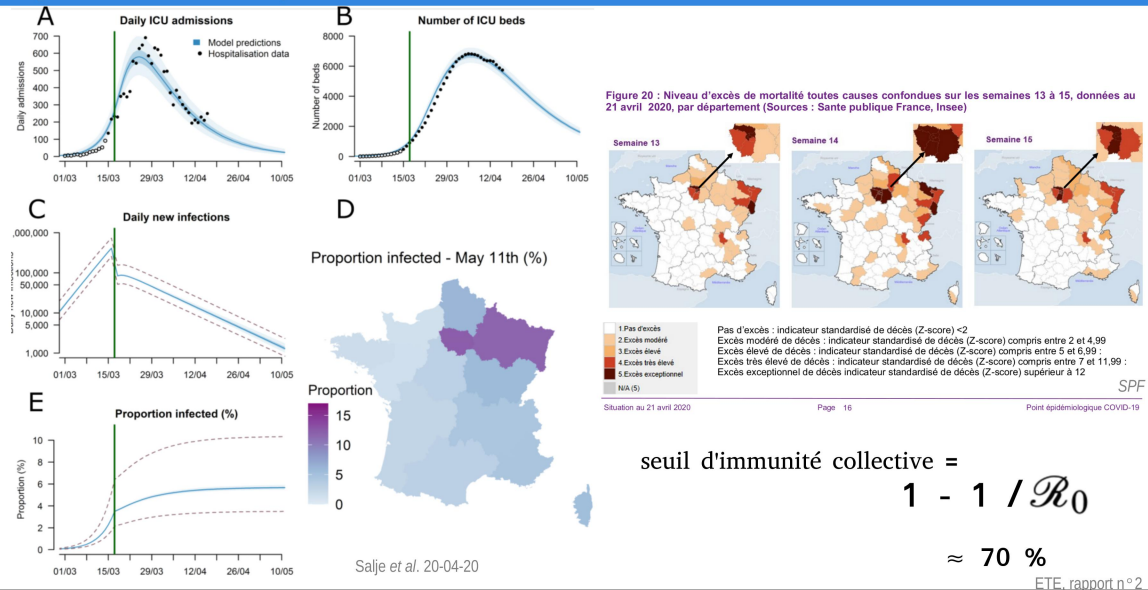 A
Daily ICU admissions
Model predictions
Hospitalisation data
Daily admissions
700
600
500
400
300
200
100
0
01/03 15/03 29/03 12/04 26/04 10/05
B
Number of ICU beds
Number of beds
8000
6000
4000
2000
0
01/03 15/03 29/03 12/04 26/04 10/05
C
Daily new infections
,000,000
100,000
50,000
10,000
5,000
1,000
01/03 15/03 29/03 12/04 26/04 10/05
D
Proportion infected - May 11th (%)
Proportion
15
10
5
0
E
Proportion infected (%)
Proportion (%)
10
8
6
4
2
0
01/03 15/03 29/03 12/04 26/04 10/05
Salje et al. 20-04-20
Figure 20 : Niveau d'excès de mortalité toutes causes confondues sur les semaines 13 à 15, données au
21 avril 2020, par département (Sources : Sante publique France, Insee)
Semaine 13
Semaine 14
Semaine 15
1.Pas d'excès
2.Excès modéré
3.Excès élevé
4.Excès très élevé
5.Excès exceptionnel
N/A (5)
Pas d'excès : indicateur standardisé de décès (Z-score) <2
Excès modéré de décès : indicateur standardisé de décès (Z-score) compris entre 2 et 4,99
Excès élevé de décès : indicateur standardisé de décès (Z-score) compris entre 5 et 6,99 :
Excès très élevé de décès : indicateur standardisé de décès (Z-score) compris entre 7 et 11,99 :
Excès exceptionnel de décès indicateur standardisé de décès (Z-score) supérieur à 12
SPF
Situation au 21 avril 2020 Page 16 Point épidémiologique COVID-19
seuil d'immunité collective =
1 - 1 / ℛ0
≈ 70 %
ETE, rapport n°2